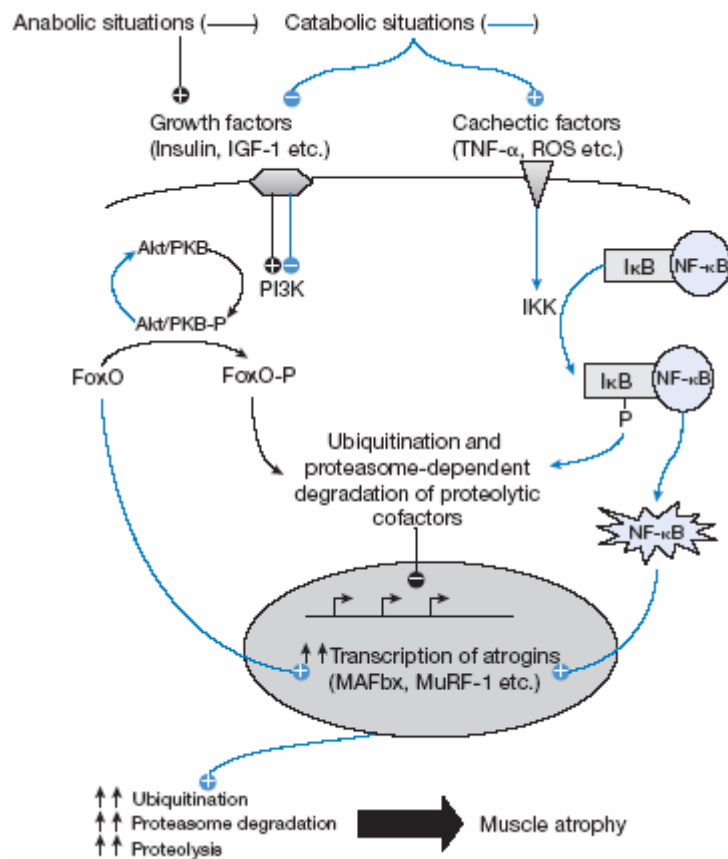 Anabolic situations (——) Catabolic situations (——)
+ − +
Growth factors
(Insulin, IGF-1 etc.)
Cachectic factors
(TNF-α, ROS etc.)
Akt/PKB
+ −
PI3K
Akt/PKB-P
IKK
IκB NF-κB
FoxO FoxO-P
IκB NF-κB
P
Ubiquitination and
proteasome-dependent
degradation of proteolytic
cofactors
NF-κB
−
↑ ↑ Transcription of atrogins
(MAFbx, MuRF-1 etc.)
+ +
+
↑ ↑ Ubiquitination
↑ ↑ Proteasome degradation
↑ ↑ Proteolysis
Muscle atrophy